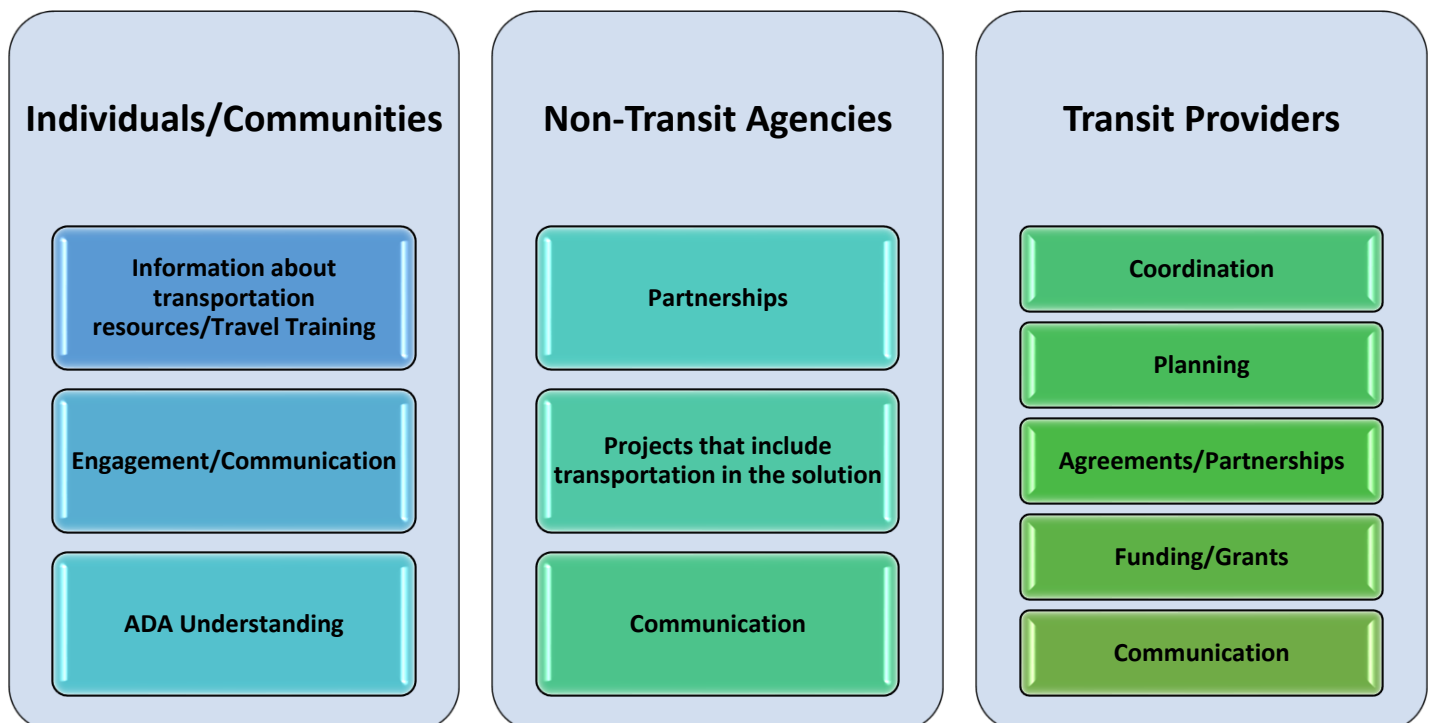 Individuals/Communities
Information about
transportation
resources/Travel Training
Engagement/Communication
ADA Understanding
Non-Transit Agencies
Partnerships
Projects that include
transportation in the solution
Communication
Transit Providers
Coordination
Planning
Agreements/Partnerships
Funding/Grants
Communication